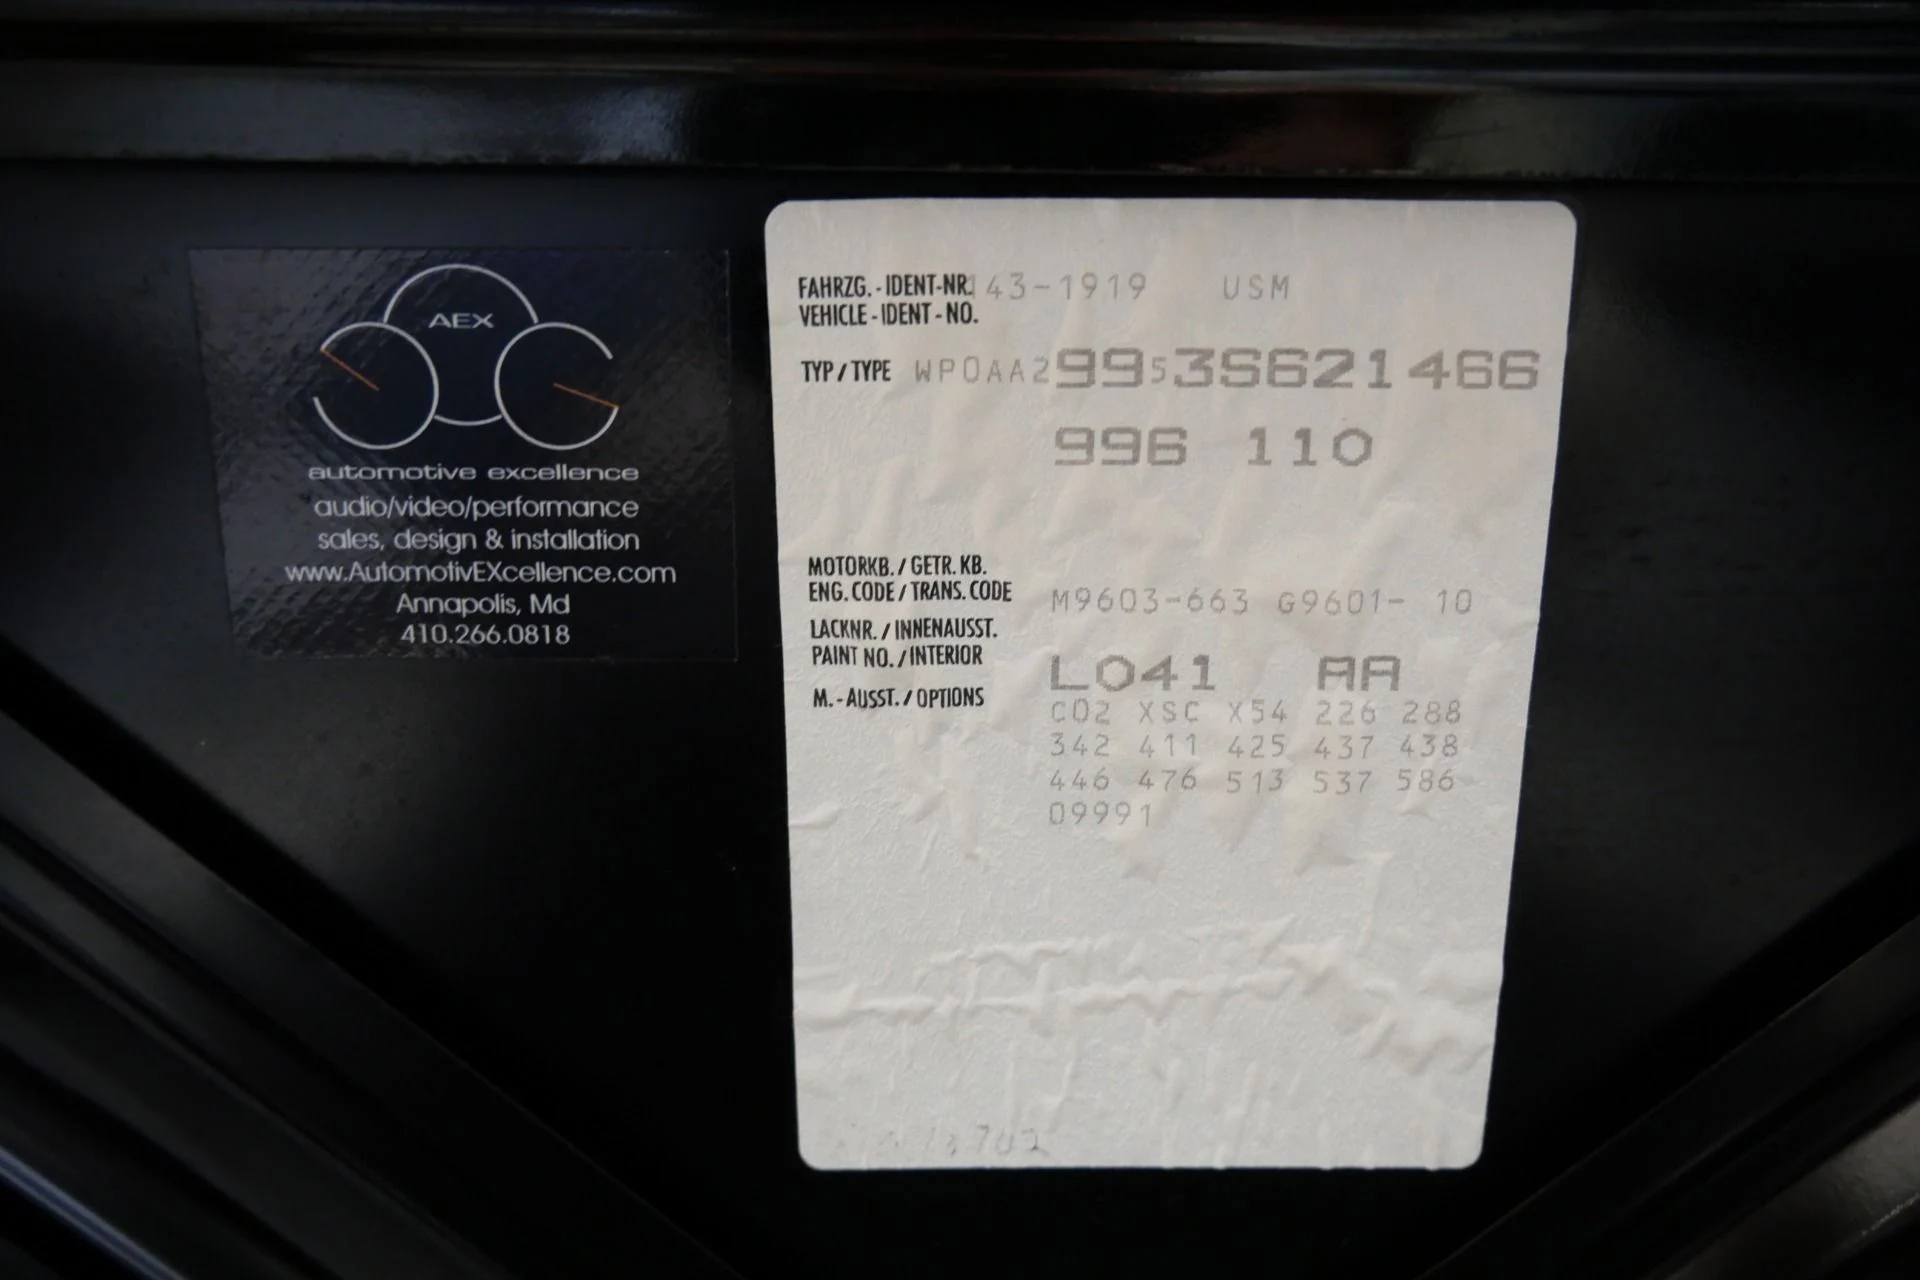 AEX
automotive excellence
audio/video/performance
sales, design & installation
www.AutomotivEXcellence.com
Annapolis, Md
410.266.0818
FAHRZG. - IDENT-NR. 143-1919 USM
VEHICLE - IDENT - NO.
TYP / TYPE WP0AA29953S621466
996 110
MOTORKB. / GETR. KB.
ENG. CODE / TRANS. CODE M9603-663 G9601- 10
LACKNR. / INNENAUSST.
PAINT NO. / INTERIOR L041 AA
M. - AUSST. / OPTIONS C02 XSC X54 226 288
342 411 425 437 438
446 476 513 537 586
09991